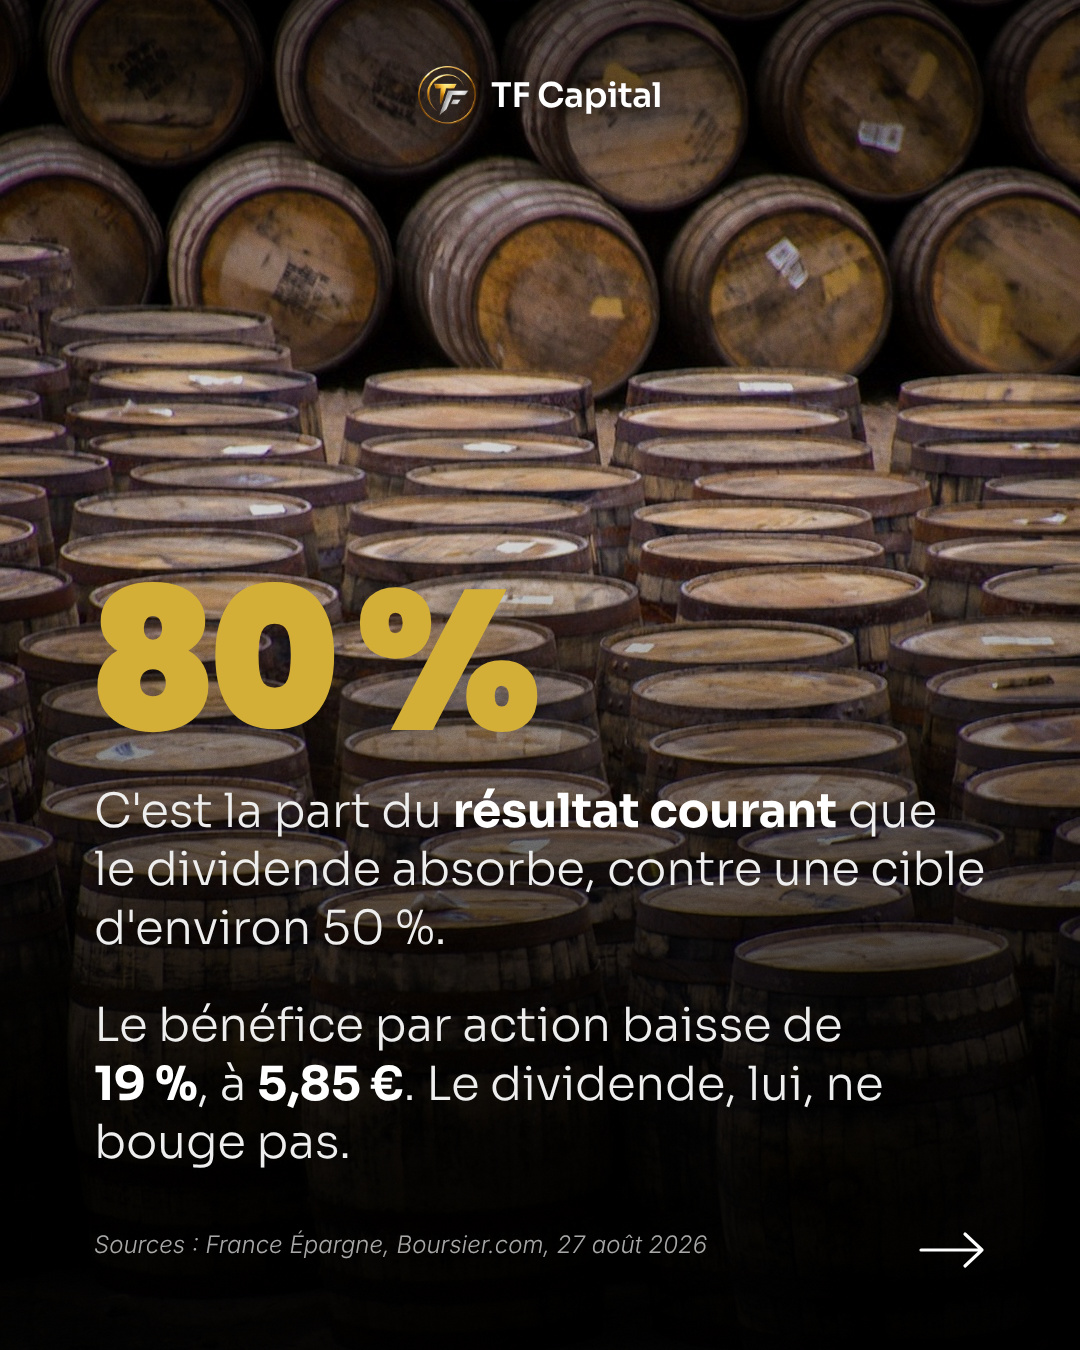 TF Capital
80 %
C'est la part du résultat courant que
le dividende absorbe, contre une cible
d'environ 50 %.
Le bénéfice par action baisse de
19 %, à 5,85 €. Le dividende, lui, ne
bouge pas.
Sources : France Épargne, Boursier.com, 27 août 2026